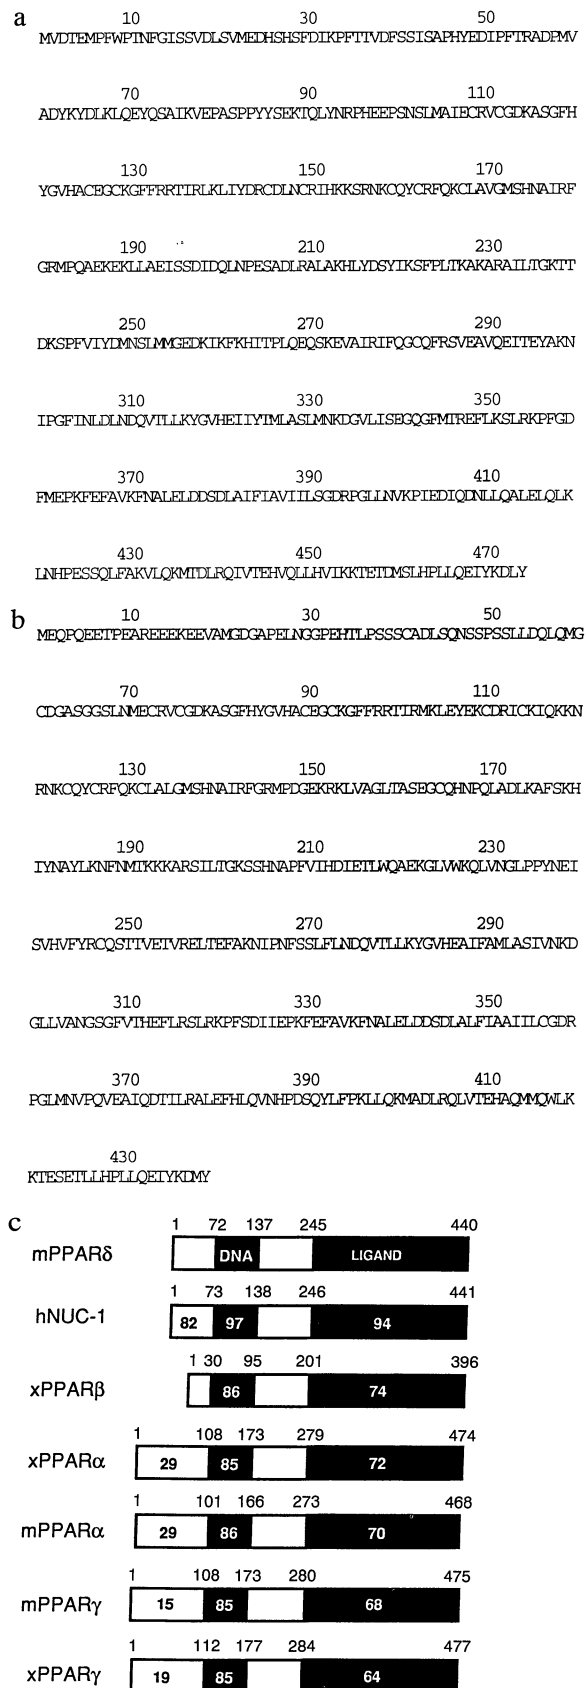 a
10 30 50
MVDTEMPFWPTNFGISSVDLSVMEDHSHSFDIKPFTTVDFSSISAPHYEDIPFTRADPMV
70 90 110
ADYKYDLKLQEYQSAIKVEPASPPYYSEKTQLYNRPHEEPSNSLMAIECRVCGDKASGFH
130 150 170
YGVHACEGCKGFFRRTIRLKLIYDRCDLNCRIHKKSRNKCQYCRFQKCLAVGMSHNAIRF
190 210 230
GRMPQAEKEKLLAEISSDIDQLNPESADLRALAKHLYDSYIKSFPLTKAKARAILTGKTT
250 270 290
DKSPFVIYDMNSLMMGEDKIKFKHITPLQEQSKEVAIRIFQGCQFRSVEAVQEITEYAKN
310 330 350
IPGFINLDLNDQVTLLKYGVHEIIYTMLASLMNKDGVLISEGQGFMTREFLKSLRKPFGD
370 390 410
FMEPKFEFAVKFNALELDDSDLAIFIAVIILSGDRPGLLNVKPIEDIQDNLLQALELQLK
430 450 470
LNHPESSQLFAKVLQKMTDLRQIVTEHVQLLHVIKKTETDMSLHPLLQEIYKDLY
b
10 30 50
MEQPQEETPEAREEEKEEVAMGDGAPELNGGPEHTLPSSSCADLSQNSSPSSLLDQLQMG
70 90 110
CDGASGGSLNMECRVCGDKASGFHYGVHACEGCKGFFRRTIRMKLEYEKCDRICKIQKKN
130 150 170
RNKCQYCRFQKCLALGMSHNAIRFGRMPDGEKRKLVAGLTASEGCQHNPQLADLKAFSKH
190 210 230
IYNAYLKNFNMTKKKARSILTGKSSHNAPFVIHDIETLWQAEKGLVWKQLVNGLPPYNEI
250 270 290
SVHVFYRCQSTTVETVRELTEFAKNIPNFSSLFLNDQVTLLKYGVHEAIFAMLASIVNKD
310 330 350
GLLVANGSGFVTHEFLRSLRKPFSDIIEPKFEFAVKFNALELDDSDLALFIAAIILCGDR
370 390 410
PGLMNVPQVEAIQDTILRALEFHLQVNHPDSQYLFPKLLQKMADLRQLVTEHAQMMQWLK
430
KTESETLLHPLLQEIYKDMY
c
1 72 137 245 440
mPPARδ DNA LIGAND
1 73 138 246 441
hNUC-1 82 97 94
1 30 95 201 396
xPPARβ 86 74
1 108 173 279 474
xPPARα 29 85 72
1 101 166 273 468
mPPARα 29 86 70
1 108 173 280 475
mPPARγ 15 85 68
1 112 177 284 477
xPPARγ 19 85 64